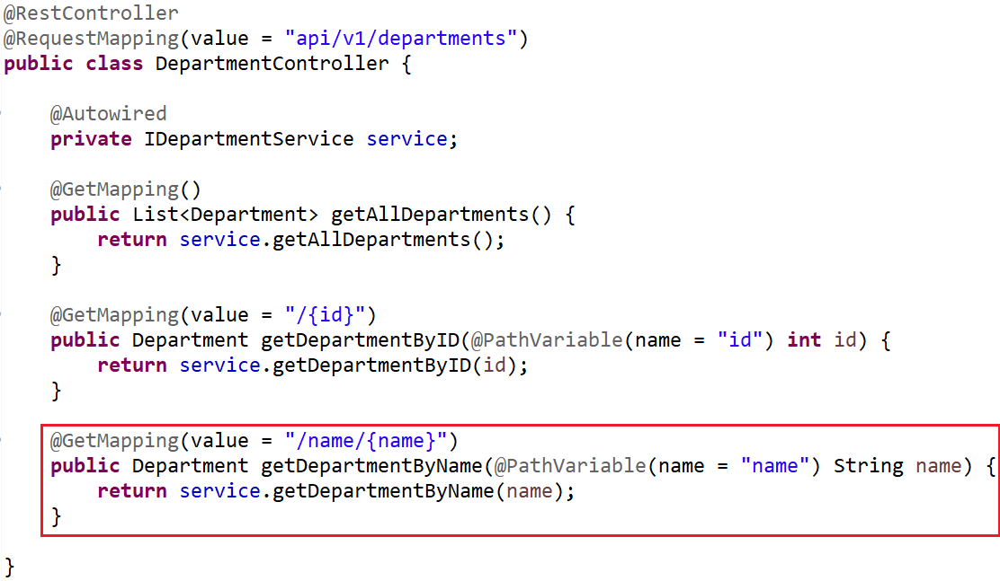 @RestController
@RequestMapping(value = "api/v1/departments")
public class DepartmentController {
@Autowired
private IDepartmentService service;
@GetMapping()
public List<Department> getAllDepartments() {
return service.getAllDepartments();
}
@GetMapping(value = "/{id}")
public Department getDepartmentByID(@PathVariable(name = "id") int id) {
return service.getDepartmentByID(id);
}
@GetMapping(value = "/name/{name}")
public Department getDepartmentByName(@PathVariable(name = "name") String name) {
return service.getDepartmentByName(name);
}
}